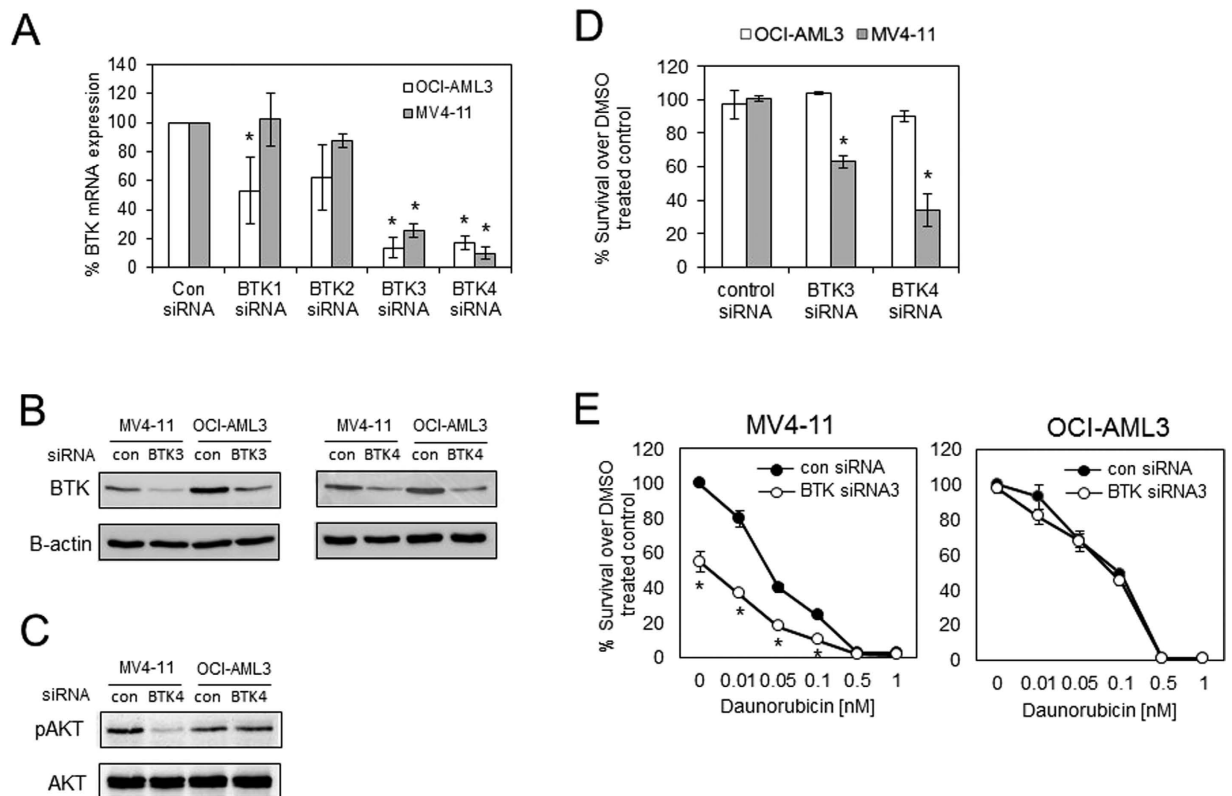 A
% BTK mRNA expression
140
120
100
80
60
40
20
0
OCI-AML3
MV4-11
*
*
*
*
*
Con siRNA
BTK1 siRNA
BTK2 siRNA
BTK3 siRNA
BTK4 siRNA
D
OCI-AML3
MV4-11
% Survival over DMSO
treated control
120
100
80
60
40
20
0
*
*
control siRNA
BTK3 siRNA
BTK4 siRNA
B
MV4-11 OCI-AML3
siRNA con BTK3 con BTK3
BTK
B-actin
MV4-11 OCI-AML3
con BTK4 con BTK4
C
MV4-11 OCI-AML3
siRNA con BTK4 con BTK4
pAKT
AKT
E
MV4-11
% Survival over DMSO
treated control
120
100
80
60
40
20
0
con siRNA
BTK siRNA3
*
*
*
*
0 0.01 0.05 0.1 0.5 1
Daunorubicin [nM]
OCI-AML3
120
100
80
60
40
20
0
con siRNA
BTK siRNA3
0 0.01 0.05 0.1 0.5 1
Daunorubicin [nM]